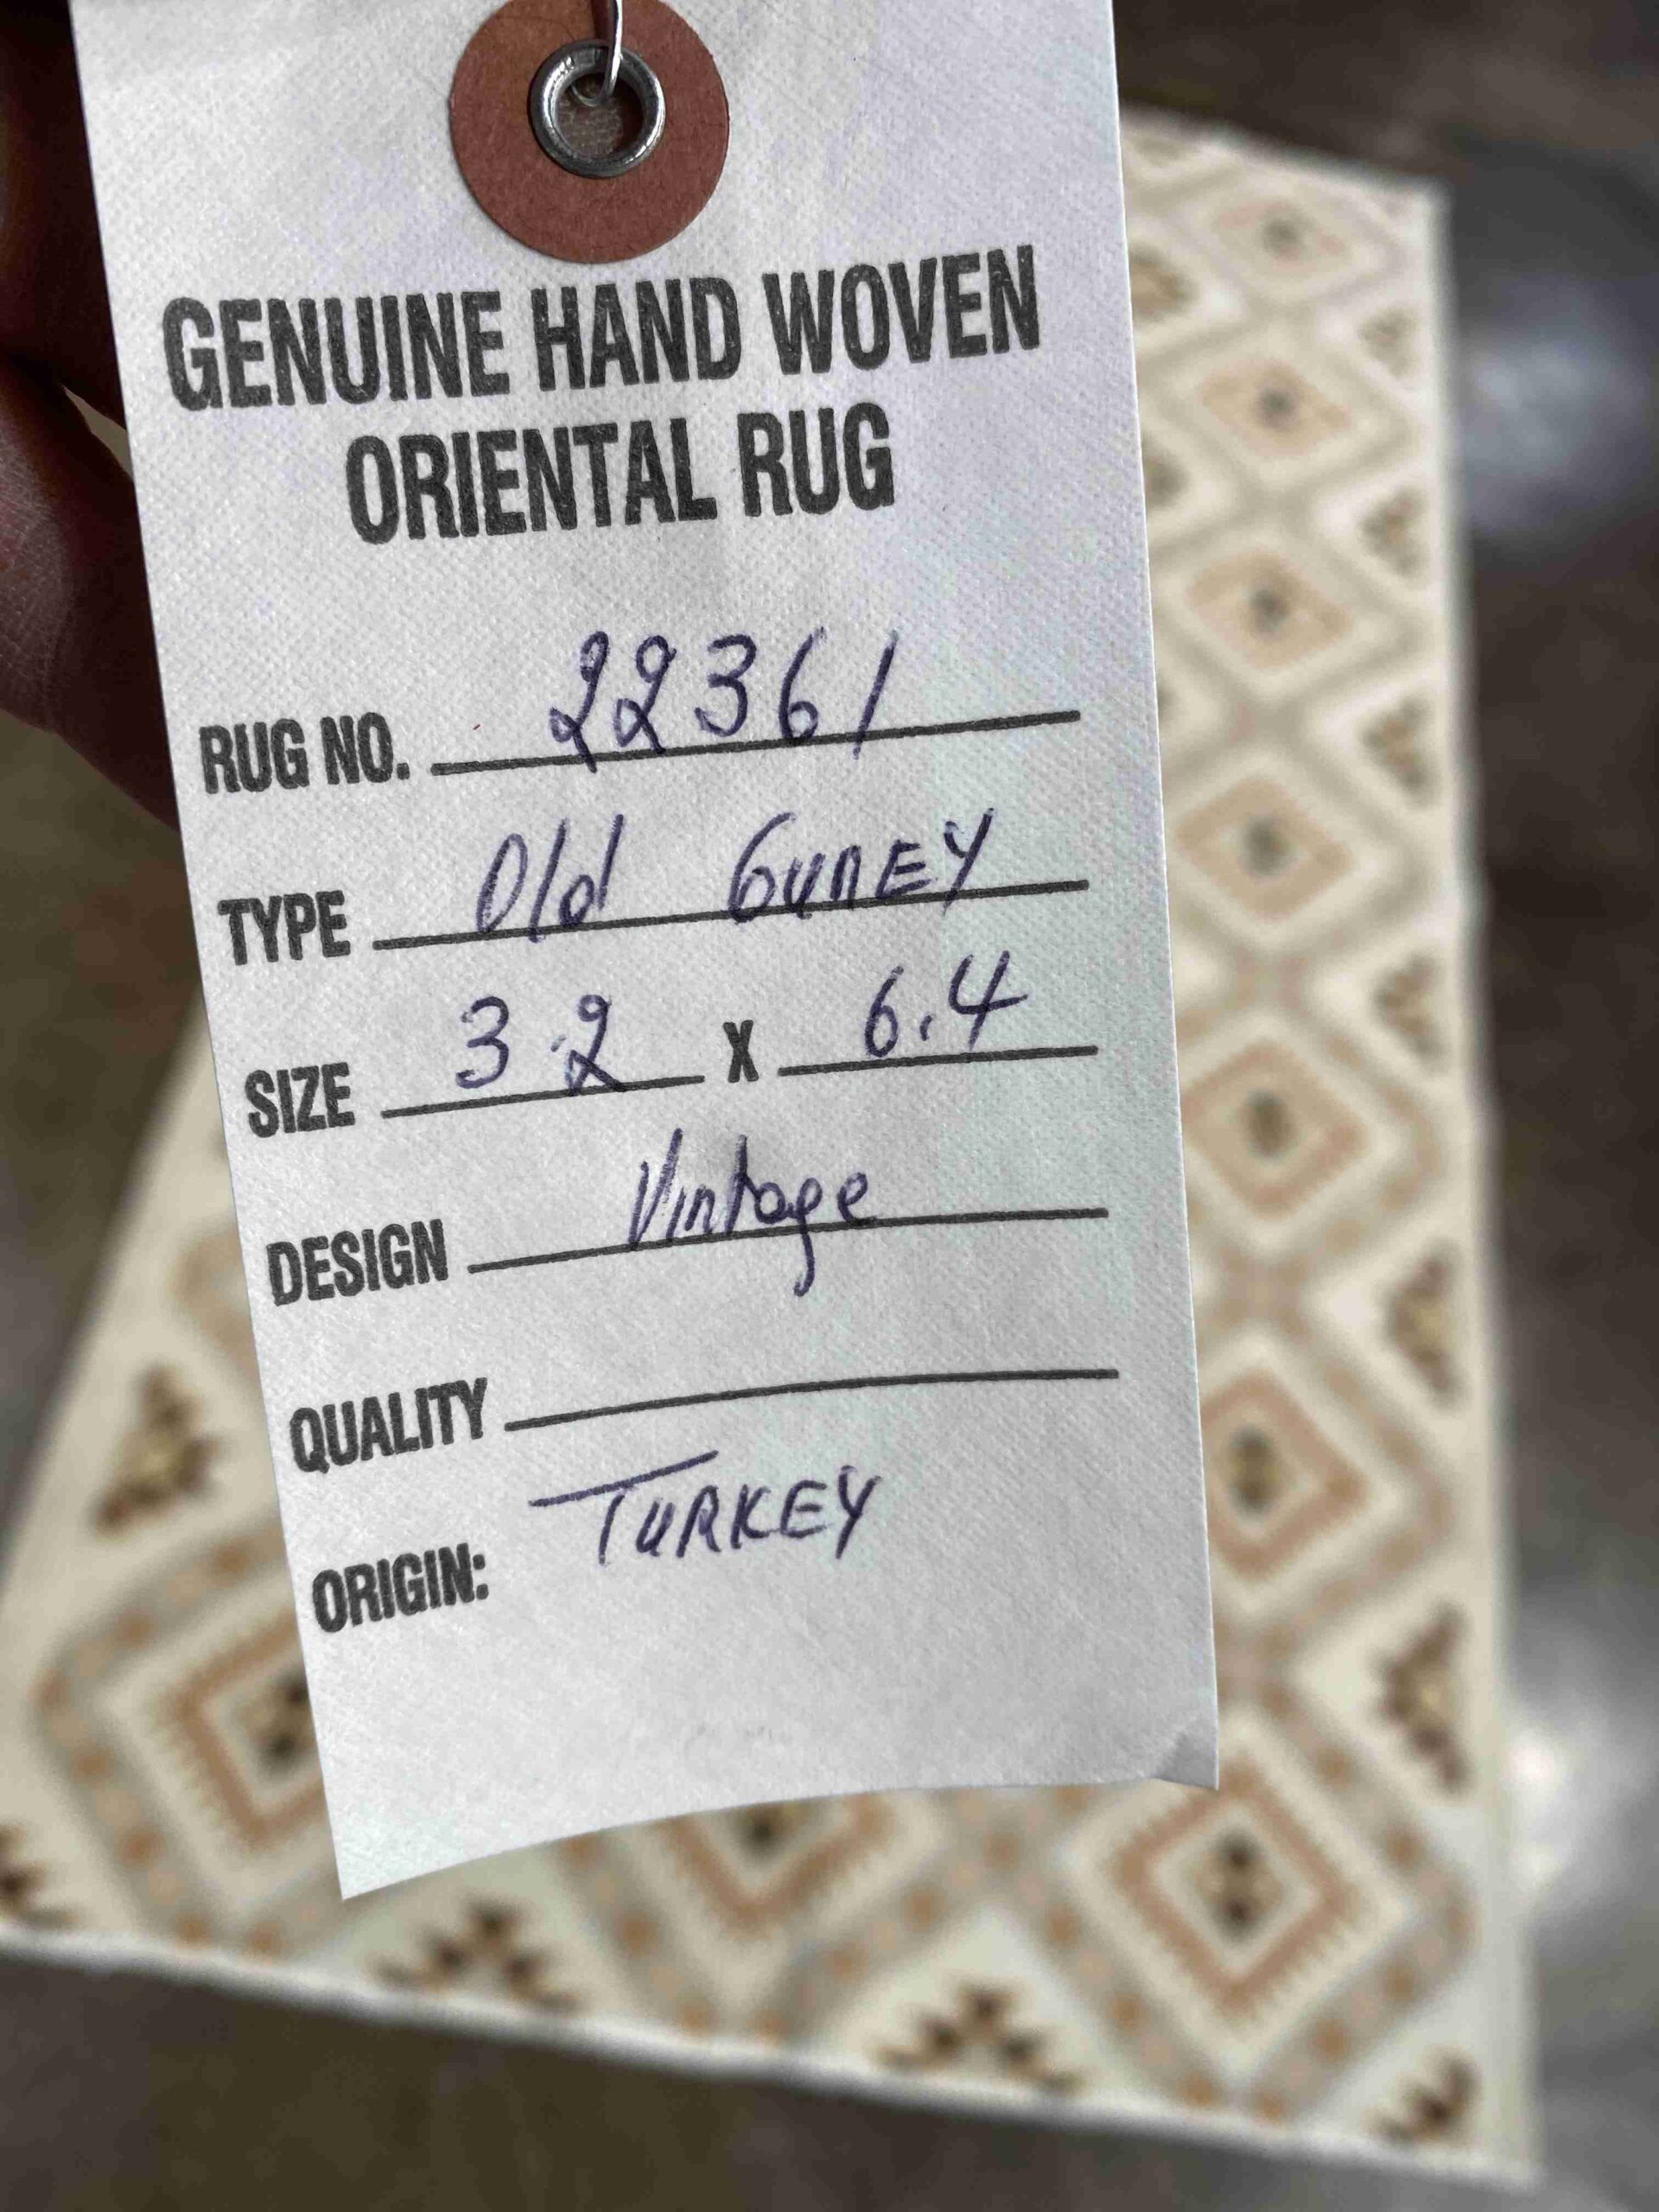 GENUINE HAND WOVEN
ORIENTAL RUG
RUG NO. 22361
TYPE Old GUnEY
SIZE 3.2 X 6.4
DESIGN Vintage
QUALITY
ORIGIN: TURKEY